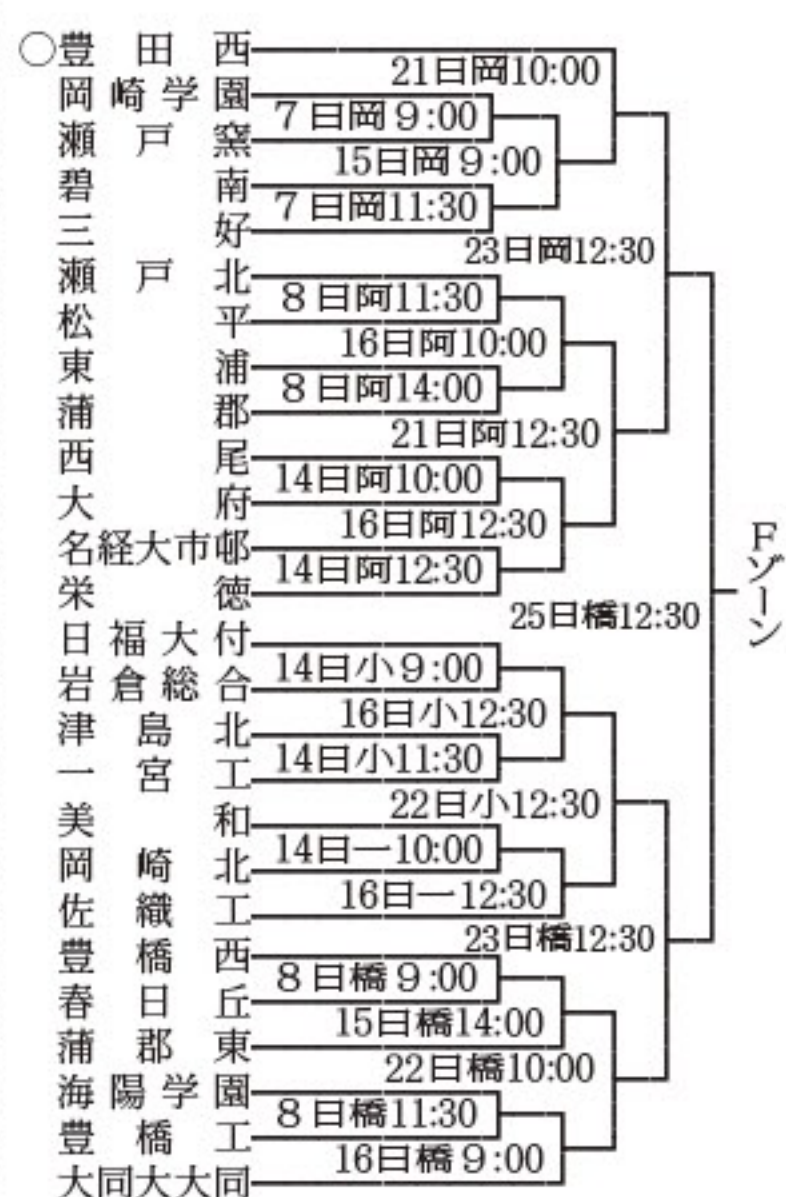 ○豊田西
21日岡10:00
岡崎学園
7日岡9:00
瀬戸窯
15日岡9:00
碧南
7日岡11:30
三好
23日岡12:30
瀬戸北
8日阿11:30
松平
16日阿10:00
東浦
8日阿14:00
蒲郡
21日阿12:30
西尾
14日阿10:00
大府
16日阿12:30
名経大市邨
14日阿12:30
栄徳
Fゾーン
25日橋12:30
日福大付
14日小9:00
岩倉総合
16日小12:30
津島北
14日小11:30
一宮工
22日小12:30
美和
14日一10:00
岡崎北
16日一12:30
佐織工
23日橋12:30
豊橋西
8日橋9:00
春日丘
15日橋14:00
蒲郡東
22日橋10:00
海陽学園
8日橋11:30
豊橋工
16日橋9:00
大同大大同